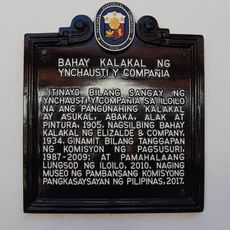 BAHAY KALAKAL NG
YNCHAUSTI Y COMPAÑIA
ITINAYO BILANG SANGAY NG
YNCHAUSTI Y COMPAÑIA SA ILOILO
NA ANG PANGUNAHING KALAKAL
AY ASUKAL, ABAKA, ALAK AT
PINTURA, 1905. NAGSILBING BAHAY
KALAKAL NG ELIZALDE & COMPANY,
1934. GINAMIT BILANG TANGGAPAN
NG KOMISYON NG PAGSUSURI,
1987-2009; AT PAMAHALAANG
LUNGSOD NG ILOILO, 2010. NAGING
MUSEO NG PAMBANSANG KOMISYONG
PANGKASAYSAYAN NG PILIPINAS, 2017.